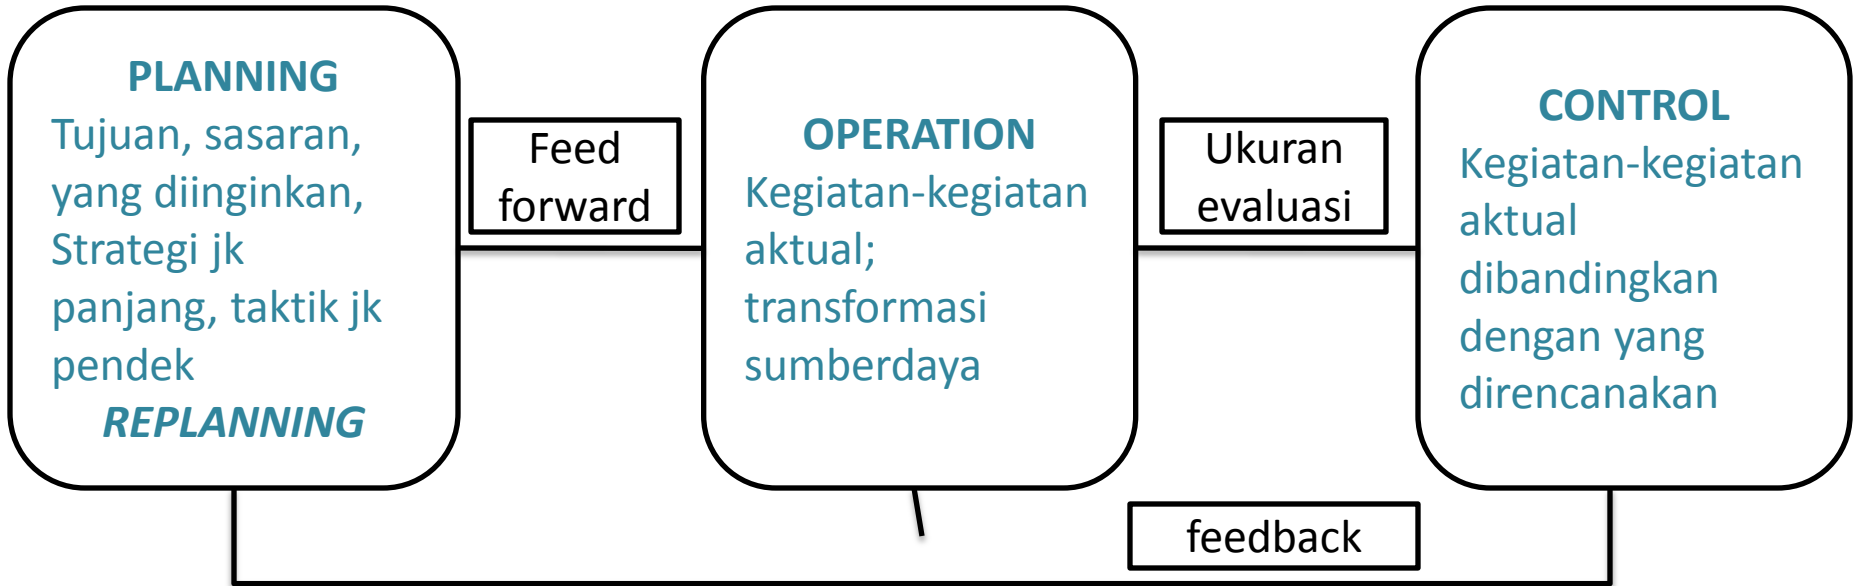 PLANNING
Tujuan, sasaran,
yang diinginkan,
Strategi jk
panjang, taktik jk
pendek
REPLANNING
Feed
forward
OPERATION
Kegiatan-kegiatan
aktual;
transformasi
sumberdaya
Ukuran
evaluasi
CONTROL
Kegiatan-kegiatan
aktual
dibandingkan
dengan yang
direncanakan
feedback